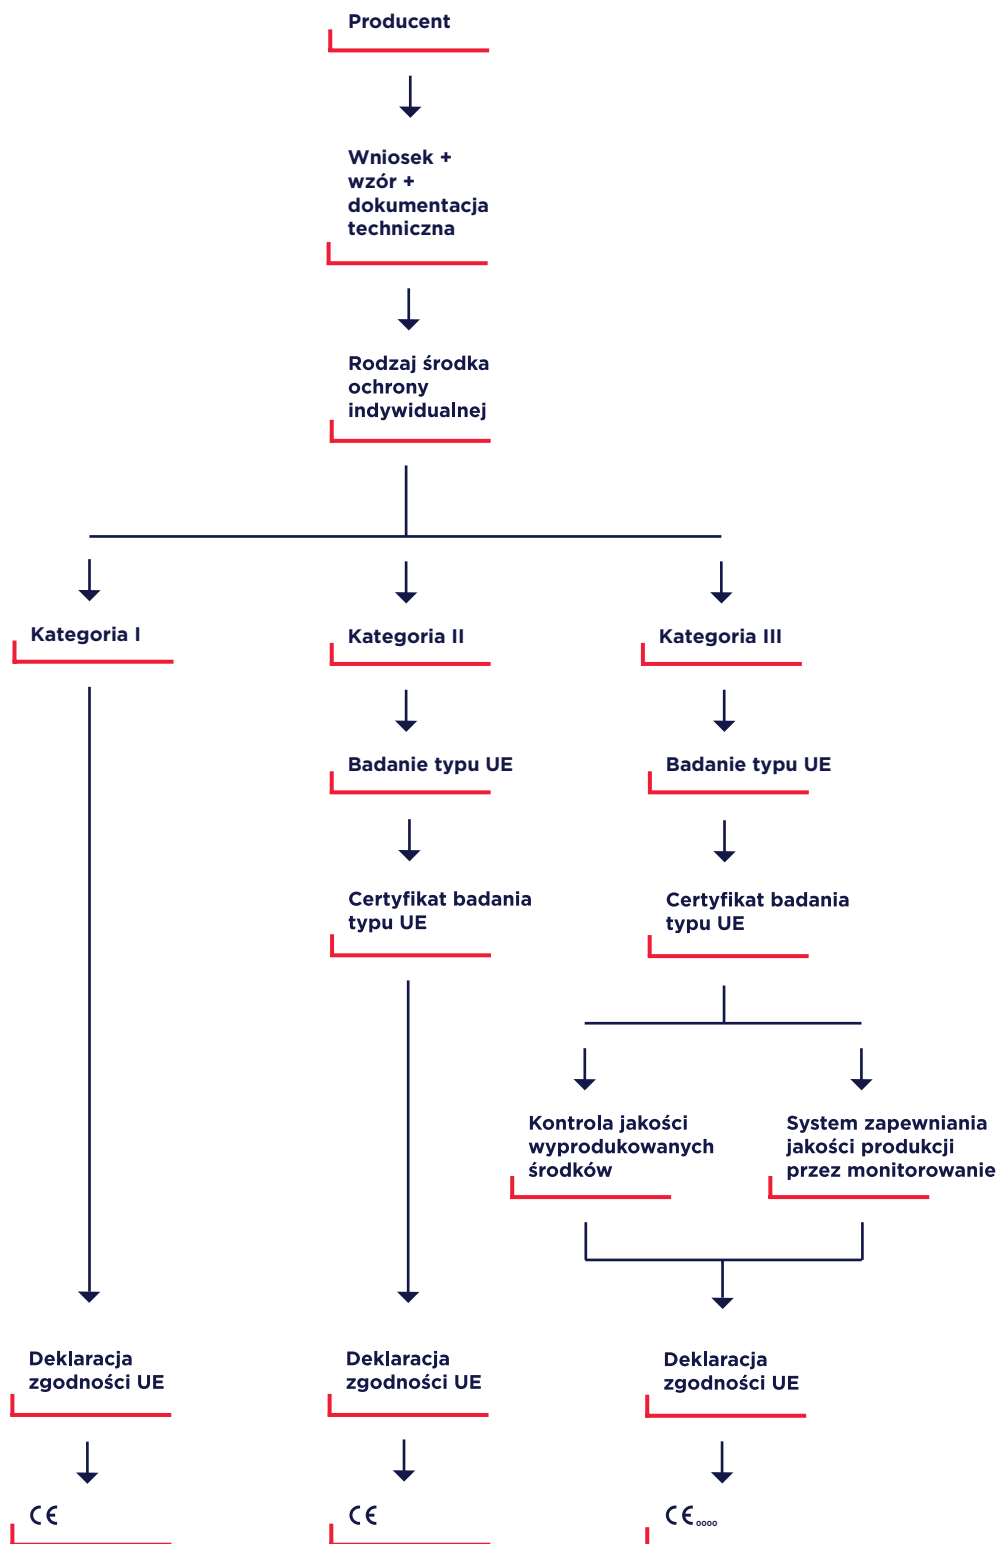 Producent
Wniosek +
wzór +
dokumentacja
techniczna
Rodzaj środka
ochrony
indywidualnej
Kategoria I
Kategoria II
Kategoria III
Badanie typu UE
Badanie typu UE
Certyfikat badania
typu UE
Certyfikat badania
typu UE
Kontrola jakości
wyprodukowanych
środków
System zapewniania
jakości produkcji
przez monitorowanie
Deklaracja
zgodności UE
Deklaracja
zgodności UE
Deklaracja
zgodności UE
CE
CE
CE0000